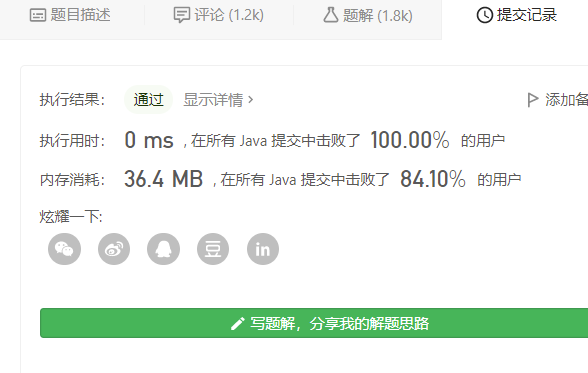 题目描述 评论 (1.2k) 题解 (1.8k) 提交记录
执行结果： 通过 显示详情 > 添加备
执行用时： 0 ms , 在所有 Java 提交中击败了 100.00% 的用户
内存消耗： 36.4 MB , 在所有 Java 提交中击败了 84.10% 的用户
炫耀一下:
豆 in
写题解，分享我的解题思路